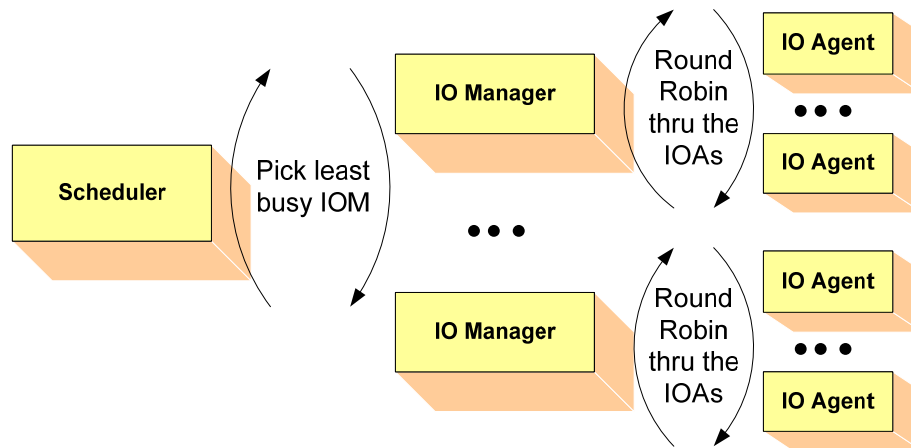 Scheduler
Pick least
busy IOM
IO Manager
Round
Robin
thru the
IOAs
IO Agent
IO Agent
IO Manager
Round
Robin
thru the
IOAs
IO Agent
IO Agent